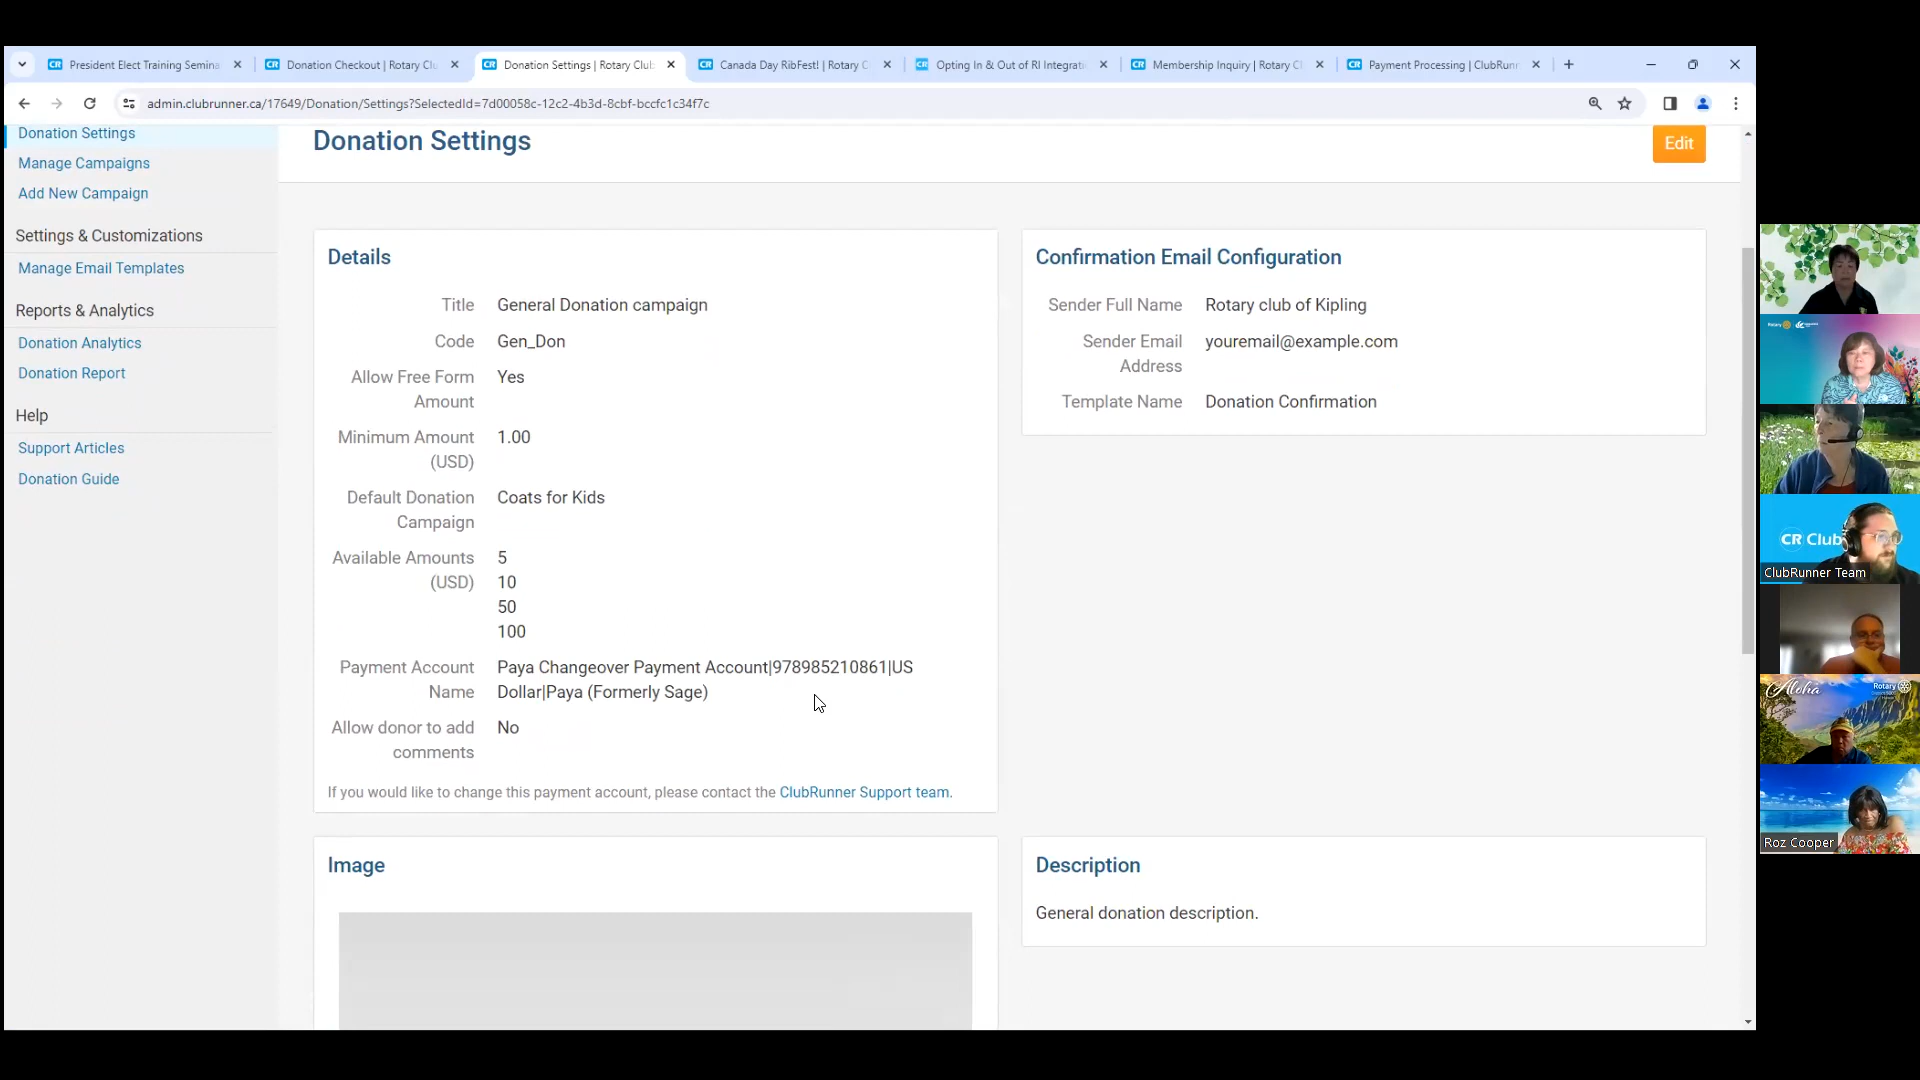 President Elect Training Semina
Donation Checkout | Rotary Clu
Donation Settings | Rotary Club
Canada Day RibFest! | Rotary C
Opting In & Out of RI Integrati
Membership Inquiry | Rotary C
Payment Processing | ClubRunn
admin.clubrunner.ca/17649/Donation/Settings?SelectedId=7d00058c-12c2-4b3d-8cbf-bccfc1c34f7c
Donation Settings
Manage Campaigns
Add New Campaign
Settings & Customizations
Manage Email Templates
Reports & Analytics
Donation Analytics
Donation Report
Help
Support Articles
Donation Guide
Donation Settings
Edit
Details
Title General Donation campaign
Code Gen_Don
Allow Free Form Yes
Amount
Minimum Amount 1.00
(USD)
Default Donation Coats for Kids
Campaign
Available Amounts 5
(USD) 10
50
100
Payment Account Paya Changeover Payment Account|978985210861|US
Name Dollar|Paya (Formerly Sage)
Allow donor to add No
comments
If you would like to change this payment account, please contact the ClubRunner Support team.
Confirmation Email Configuration
Sender Full Name Rotary club of Kipling
Sender Email youremail@example.com
Address
Template Name Donation Confirmation
Image
Description
General donation description.
Rotary
CR Club
ClubRunner Team
Aloha
Rotary
Roz Cooper